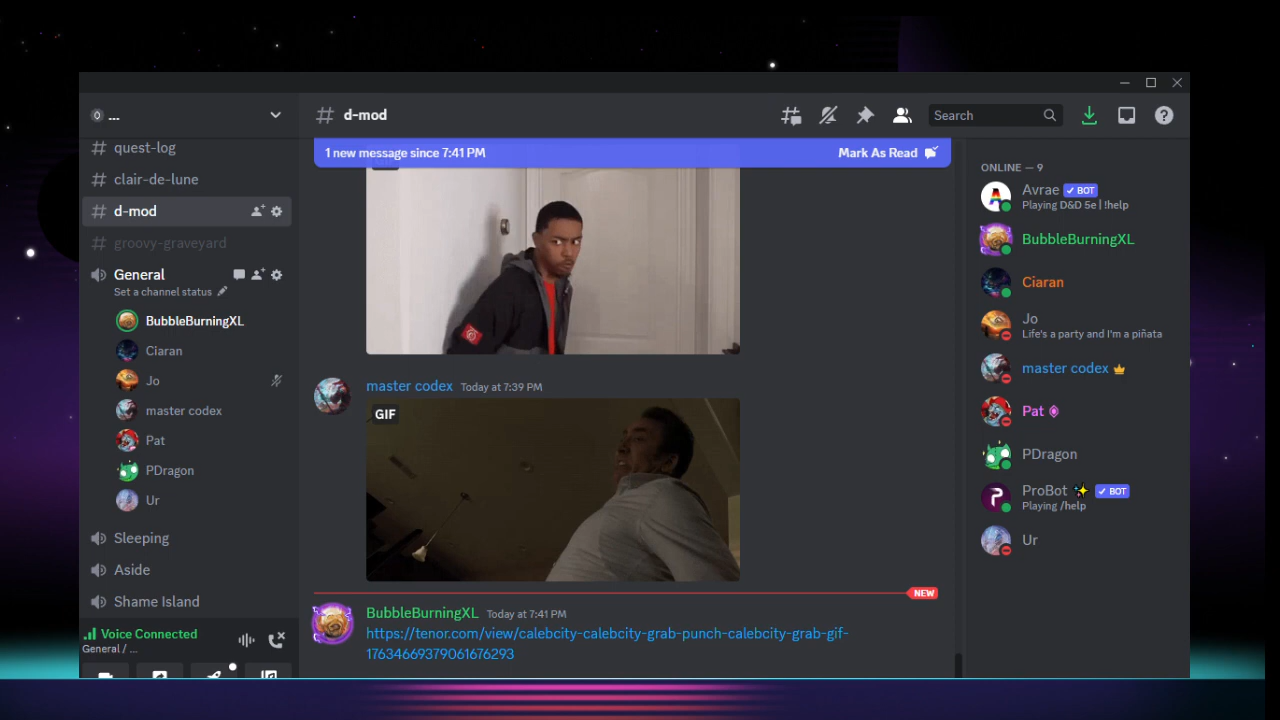 ...
# d-mod
Search
# quest-log
# clair-de-lune
# d-mod
# groovy-graveyard
General
Set a channel status
BubbleBurningXL
Ciaran
Jo
master codex
Pat
PDragon
Ur
Sleeping
Aside
Shame Island
Voice Connected
General / ...
1 new message since 7:41 PM Mark As Read
master codex Today at 7:39 PM
GIF
NEW
BubbleBurningXL Today at 7:41 PM
https://tenor.com/view/calebcity-calebcity-grab-punch-calebcity-grab-gif-
17634669379061676293
ONLINE — 9
Avrae ✓ BOT
Playing D&D 5e | !help
BubbleBurningXL
Ciaran
Jo
Life's a party and I'm a piñata
master codex
Pat
PDragon
ProBot ✨ ✓ BOT
Playing /help
Ur